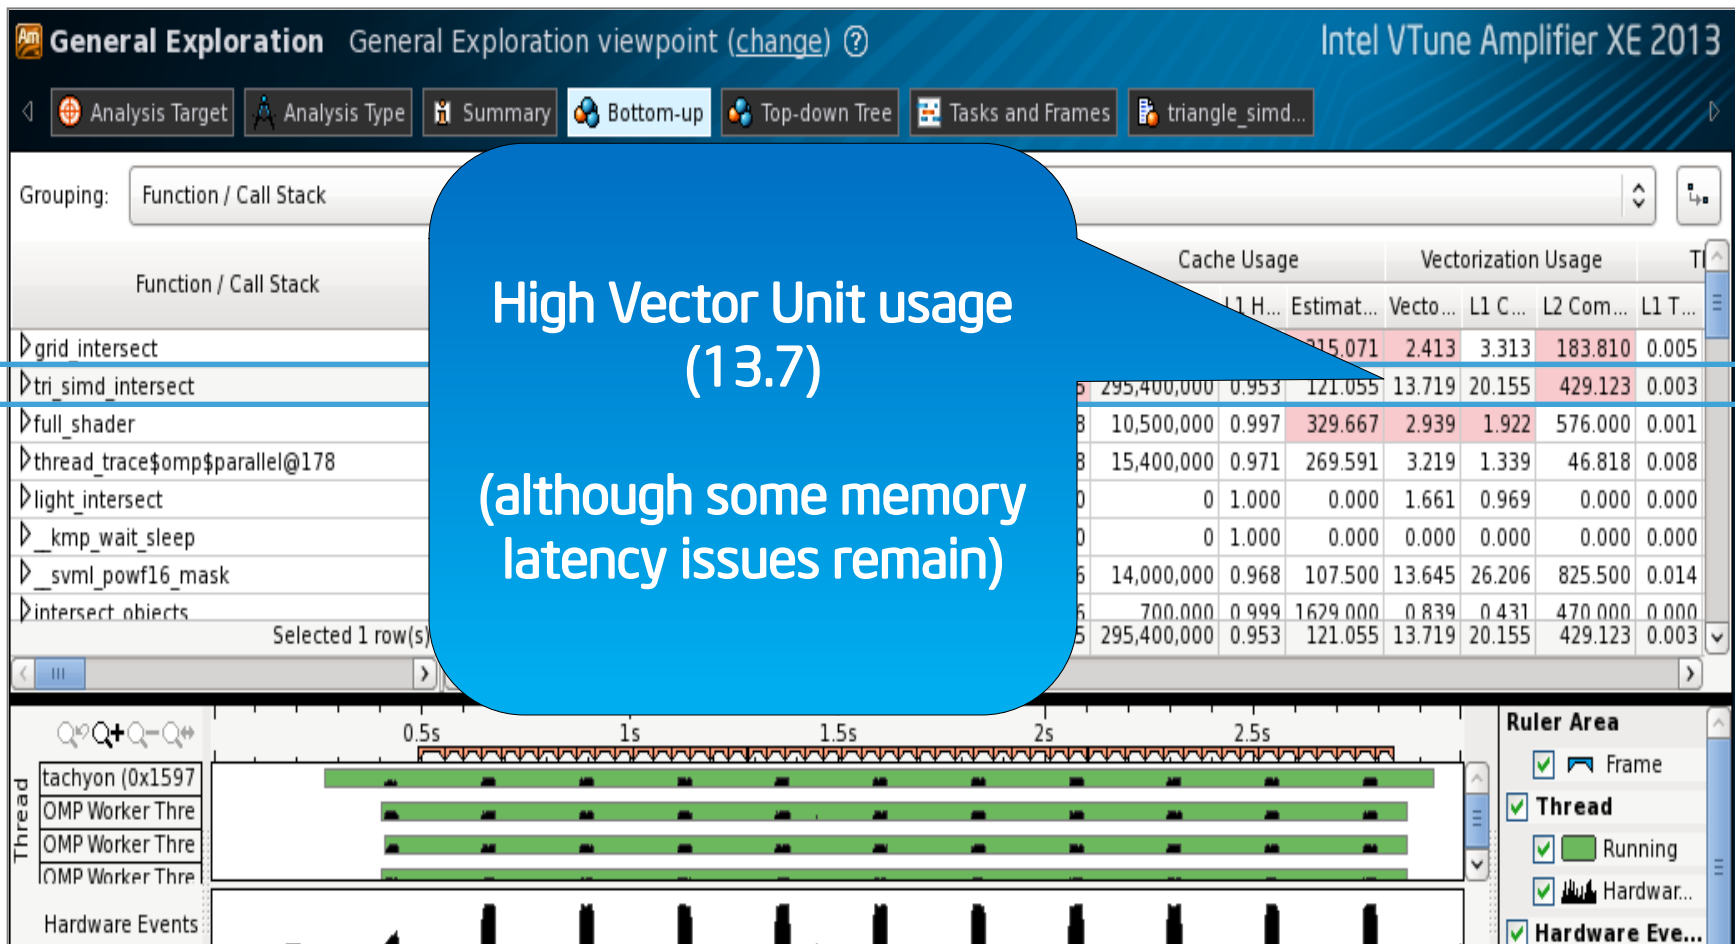 General Exploration General Exploration viewpoint (change) ? Intel VTune Amplifier XE 2013
Analysis Target Analysis Type Summary Bottom-up Top-down Tree Tasks and Frames triangle_simd...
Grouping: Function / Call Stack
Function / Call Stack Cache Usage Vectorization Usage
L1 H... Estimat... Vecto... L1 C... L2 Com... L1 T...
grid_intersect 2.413 3.313 183.810 0.005
tri_simd_intersect 295,400,000 0.953 121.055 13.719 20.155 429.123 0.003
full_shader 10,500,000 0.997 329.667 2.939 1.922 576.000 0.001
thread_trace$omp$parallel@178 15,400,000 0.971 269.591 3.219 1.339 46.818 0.008
light_intersect 0 1.000 0.000 1.661 0.969 0.000 0.000
__kmp_wait_sleep 0 1.000 0.000 0.000 0.000 0.000 0.000
__svml_powf16_mask 14,000,000 0.968 107.500 13.645 26.206 825.500 0.014
intersect_objects 700,000 0.999 1629.000 0.839 0.431 470.000 0.000
Selected 1 row(s) 295,400,000 0.953 121.055 13.719 20.155 429.123 0.003
High Vector Unit usage
(13.7)
(although some memory
latency issues remain)
0.5s 1s 1.5s 2s 2.5s
Thread
tachyon (0x1597
OMP Worker Thre
OMP Worker Thre
OMP Worker Thre
Hardware Events
Ruler Area
Frame
Thread
Running
Hardwar...
Hardware Eve...